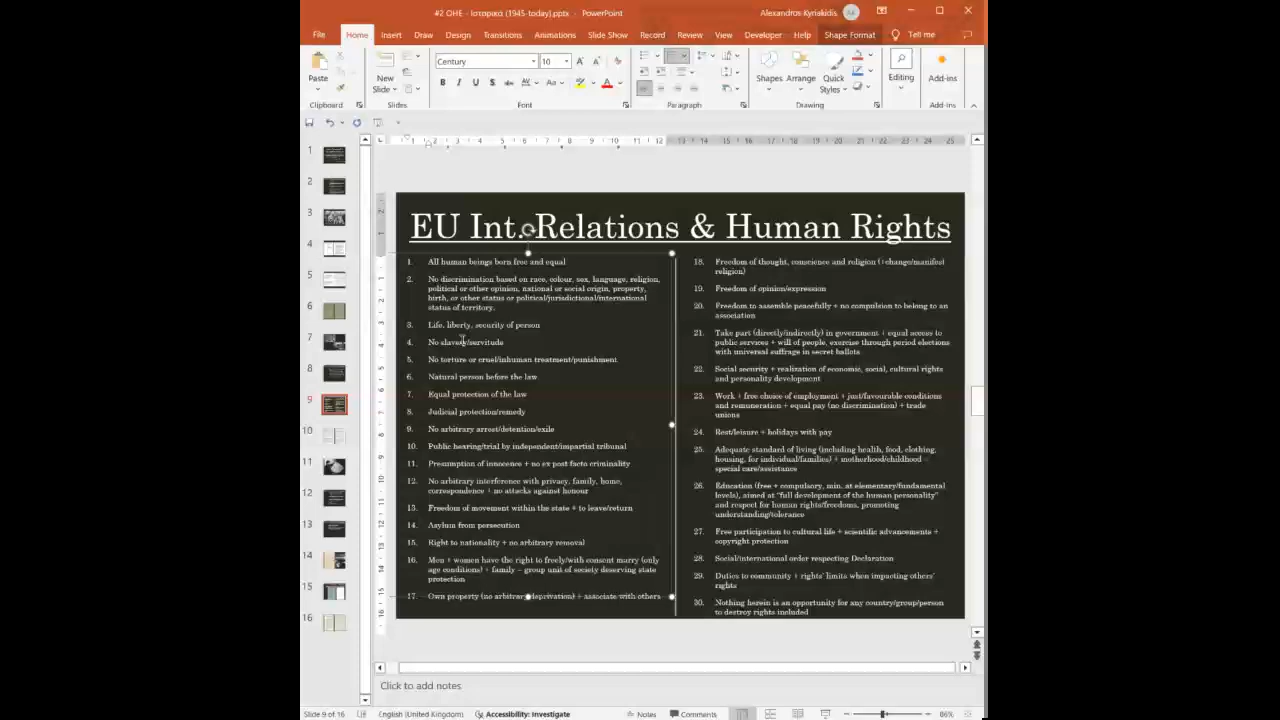 #2 OHE - Ιστορικα (1945-today).pptx - PowerPoint
Alexandros Kyriakidis
AK
File Home Insert Draw Design Transitions Animations Slide Show Record Review View Developer Help Shape Format Tell me
Century 10
Paste New Slide Shapes Arrange Quick Styles Editing Add-ins
Clipboard Slides Font Paragraph Drawing Add-ins
EU Int. Relations & Human Rights
1. All human beings born free and equal
2. No discrimination based on race, colour, sex, language, religion,
political or other opinion, national or social origin, property,
birth, or other status or political/jurisdictional/international
status of territory.
3. Life, liberty, security of person
4. No slavery/servitude
5. No torture or cruel/inhuman treatment/punishment
6. Natural person before the law
7. Equal protection of the law
8. Judicial protection/remedy
9. No arbitrary arrest/detention/exile
10. Public hearing/trial by independent/impartial tribunal
11. Presumption of innocence + no ex post facto criminality
12. No arbitrary interference with privacy, family, home,
correspondence + no attacks against honour
13. Freedom of movement within the state + to leave/return
14. Asylum from persecution
15. Right to nationality + no arbitrary removal
16. Men + women have the right to freely/with consent marry (only
age conditions) + family = group unit of society deserving state
protection
17. Own property (no arbitrary deprivation) + associate with others
18. Freedom of thought, conscience and religion (+change/manifest
religion)
19. Freedom of opinion/expression
20. Freedom to assemble peacefully + no compulsion to belong to an
association
21. Take part (directly/indirectly) in government + equal access to
public services + will of people, exercise through period elections
with universal suffrage in secret ballots
22. Social security + realization of economic, social, cultural rights
and personality development
23. Work + free choice of employment + just/favourable conditions
and remuneration + equal pay (no discrimination) + trade
unions
24. Rest/leisure + holidays with pay
25. Adequate standard of living (including health, food, clothing,
housing, for individual/families) + motherhood/childhood =
special care/assistance
26. Education (free + compulsory, min. at elementary/fundamental
levels), aimed at "full development of the human personality"
and respect for human rights/freedoms, promoting
understanding/tolerance
27. Free participation to cultural life + scientific advancements +
copyright protection
28. Social/international order respecting Declaration
29. Duties to community + rights' limits when impacting others'
rights
30. Nothing herein is an opportunity for any country/group/person
to destroy rights included
1
2
3
4
5
6
7
8
9
10
11
12
13
14
15
16
Click to add notes
Slide 9 of 16 English (United Kingdom) Accessibility: Investigate Notes Comments 86%